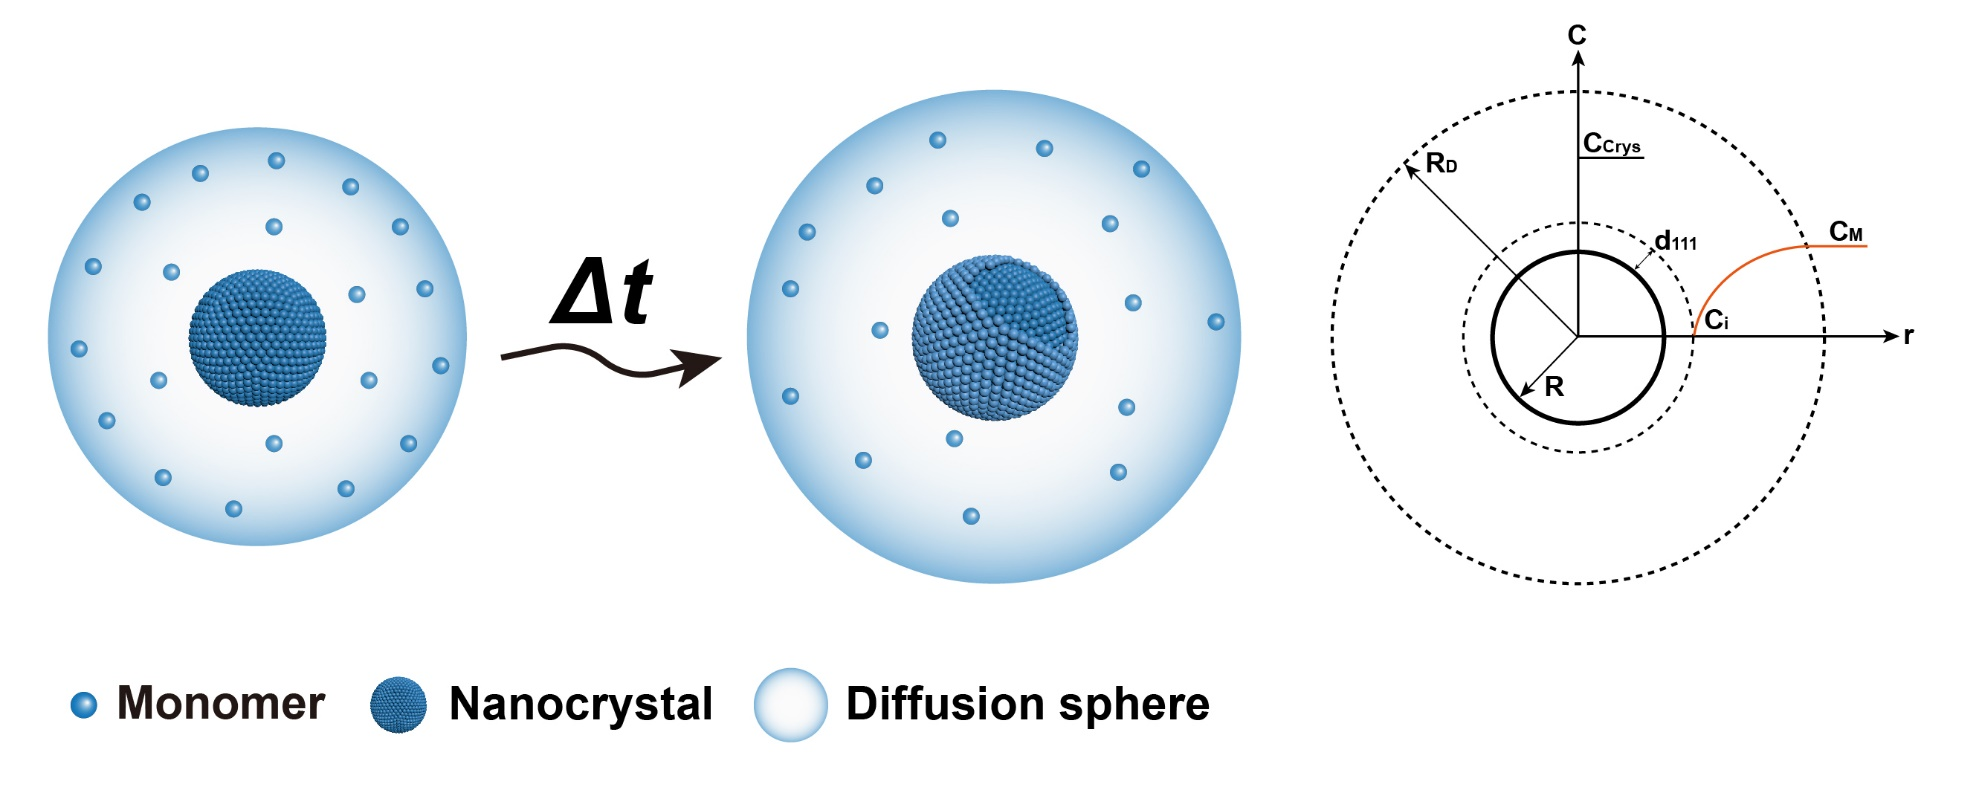 Δt
C
CCrys
RD
d111
CM
Ci
r
R
Monomer
Nanocrystal
Diffusion sphere